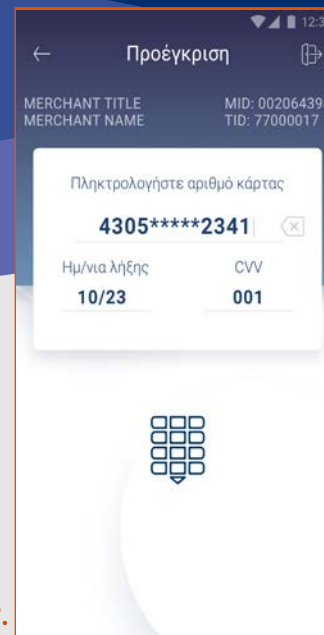 12:3
Προέγκριση
MERCHANT TITLE MID: 00206439
MERCHANT NAME TID: 77000017
Πληκτρολογήστε αριθμό κάρτας
4305*****2341
Ημ/νια λήξης CVV
10/23 001